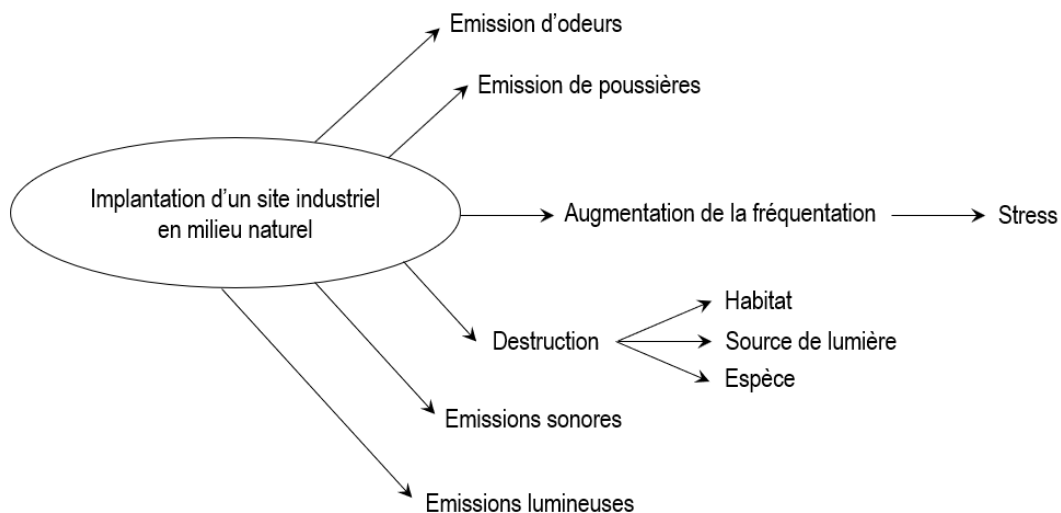 Emission d’odeurs
Emission de poussières
Implantation d’un site industriel
en milieu naturel
Augmentation de la fréquentation
Stress
Habitat
Destruction
Source de lumière
Espèce
Emissions sonores
Emissions lumineuses